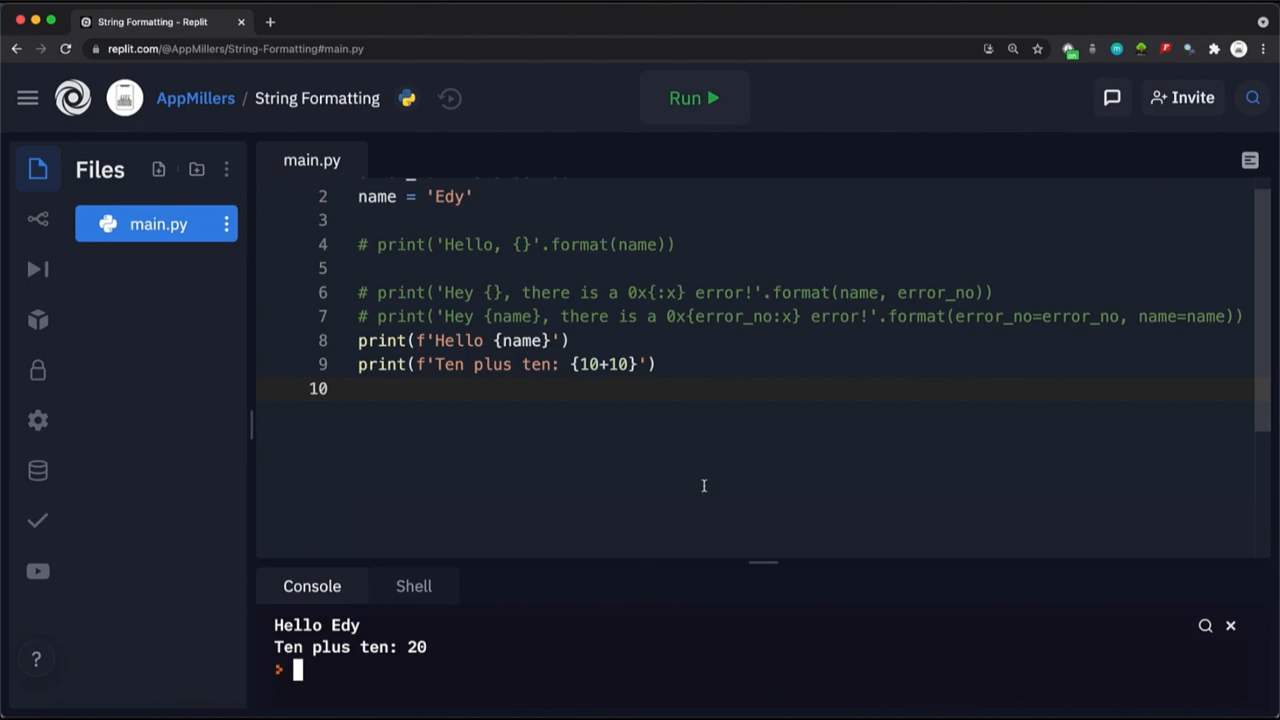 String Formatting - Replit
replit.com/@AppMillers/String-Formatting#main.py
on
AppMillers / String Formatting
Run
Invite
Files
main.py
main.py
2 name = 'Edy'
3
4 # print('Hello, {}'.format(name))
5
6 # print('Hey {}, there is a 0x{:x} error!'.format(name, error_no))
7 # print('Hey {name}, there is a 0x{error_no:x} error!'.format(error_no=error_no, name=name))
8 print(f'Hello {name}')
9 print(f'Ten plus ten: {10+10}')
10
Console
Shell
Hello Edy
Ten plus ten: 20
>
?